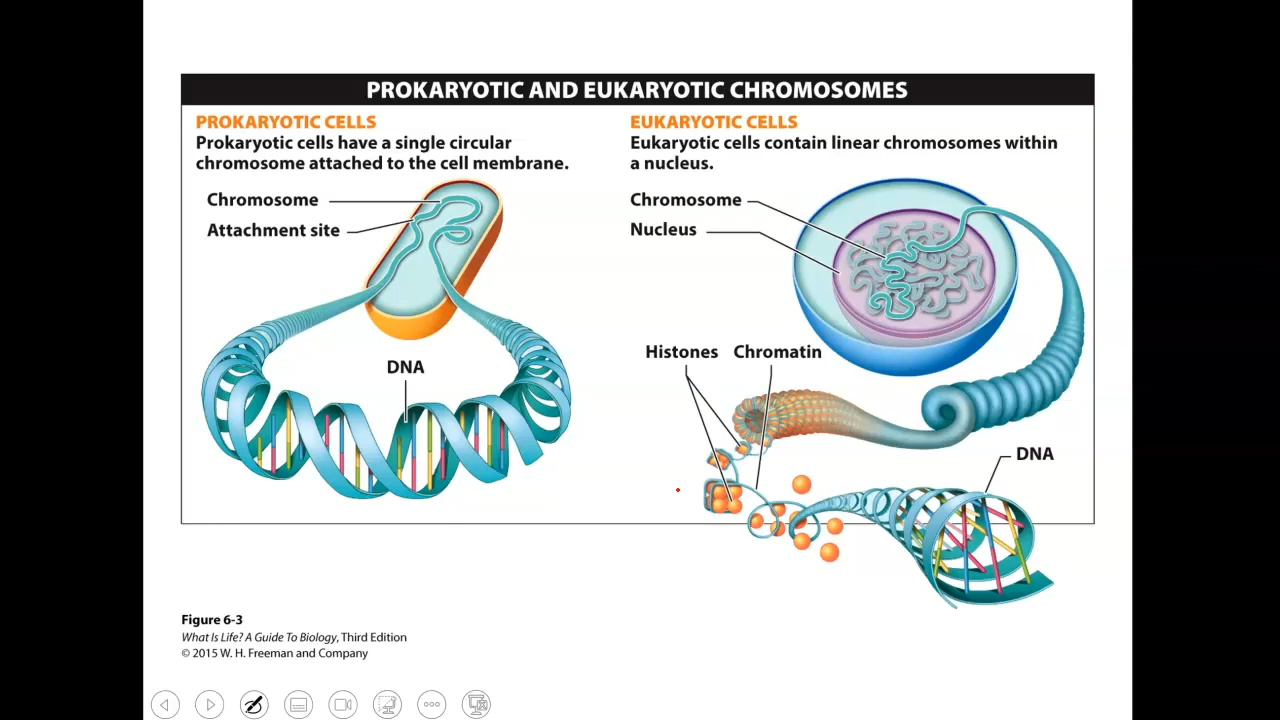 PROKARYOTIC AND EUKARYOTIC CHROMOSOMES
PROKARYOTIC CELLS
Prokaryotic cells have a single circular
chromosome attached to the cell membrane.
Chromosome
Attachment site
DNA
EUKARYOTIC CELLS
Eukaryotic cells contain linear chromosomes within
a nucleus.
Chromosome
Nucleus
Histones Chromatin
DNA
Figure 6-3
What Is Life? A Guide To Biology, Third Edition
© 2015 W. H. Freeman and Company